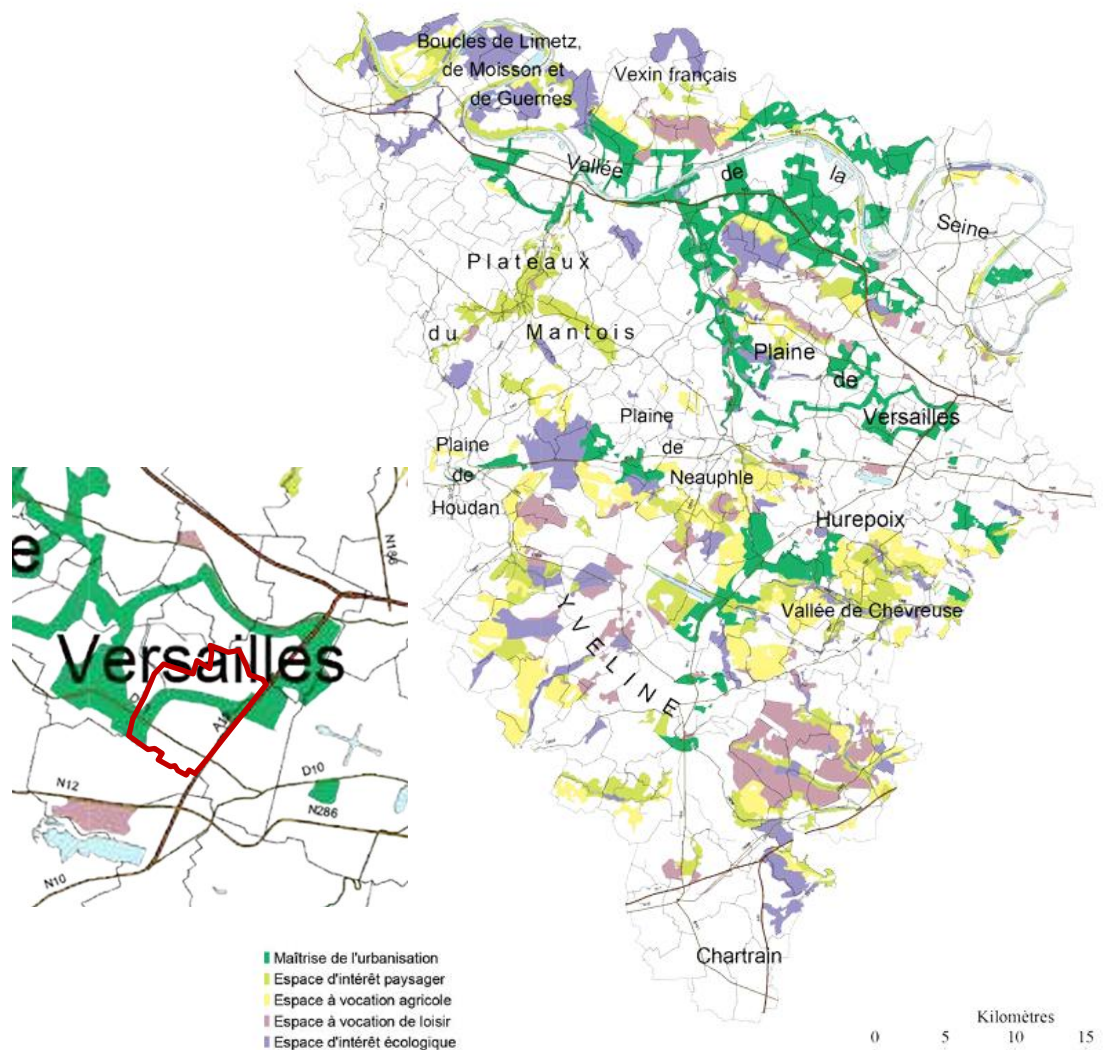 Boucles de Limetz,
de Moisson et
de Guernes
Vexin français
Vallée
de
la
Seine
Plateaux
du
Mantois
Plaine
de
Versailles
Plaine
de
Neauphle
Plaine
de
Houdan
Hurepoix
Vallée de Chevreuse
YVELINE
Chartrain
e
Versailles
N186
D10
N12
N286
N10
Maîtrise de l'urbanisation
Espace d'intérêt paysager
Espace à vocation agricole
Espace à vocation de loisir
Espace d'intérêt écologique
Kilomètres
0 5 10 15